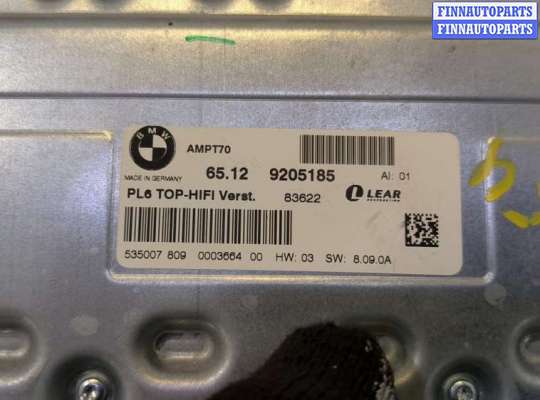 FINNAUTOPARTS
FINNAUTOPARTS
BMW
AMPT70
MADE IN GERMANY
65.12 9205185 AI: 01
PL6 TOP-HIFI Verst. 83622 LEAR
CORPORATION
535007 809 0003664 00 HW: 03 SW: 8.09.0A